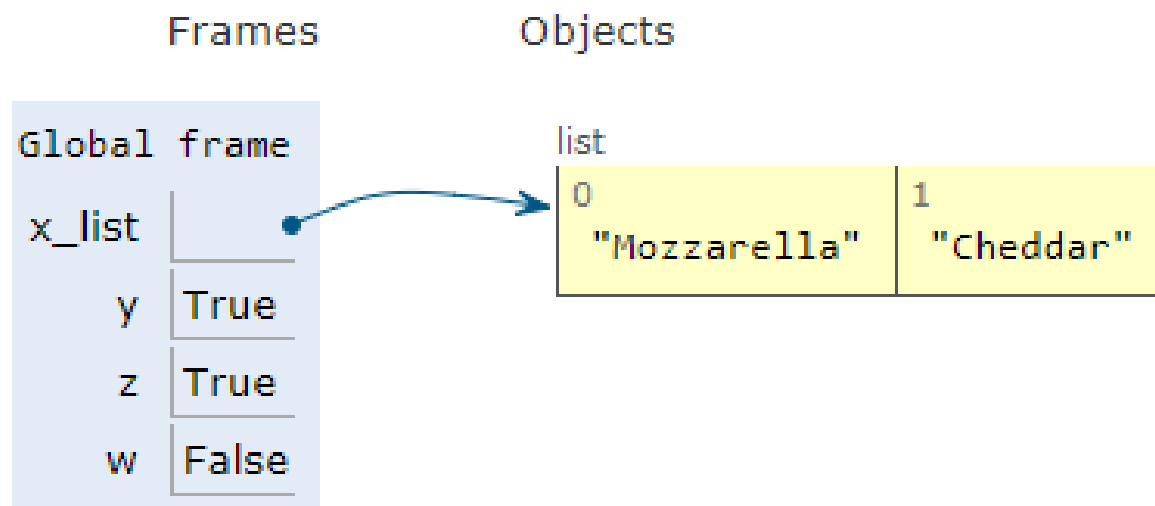 Frames Objects
Global frame
list
x_list
0 1
"Mozzarella" "Cheddar"
y True
z True
w False